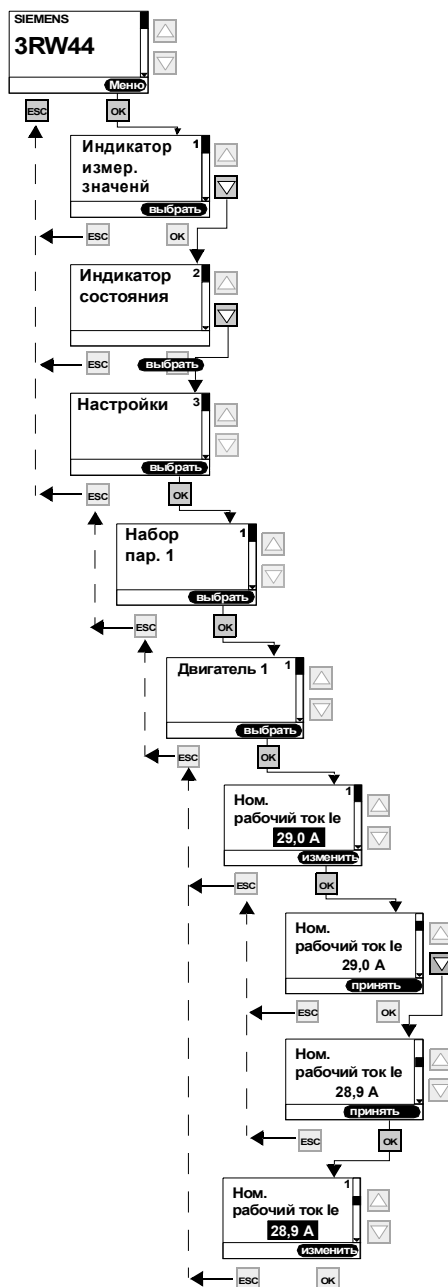 SIEMENS
3RW44
Меню
ESC
OK
Индикатор 1
измер.
значенй
выбрать
ESC
OK
Индикатор 2
состояния
ESC
выбрать
Настройки 3
выбрать
ESC
OK
Набор 1
пар. 1
выбрать
ESC
OK
Двигатель 1 1
выбрать
ESC
OK
1
Ном.
рабочий ток Ie
29,0 A
изменить
ESC
OK
Ном.
рабочий ток Ie
29,0 A
принять
ESC
OK
Ном.
рабочий ток Ie
28,9 A
принять
ESC
OK
1
Ном.
рабочий ток Ie
28,9 A
изменить
ESC
OK